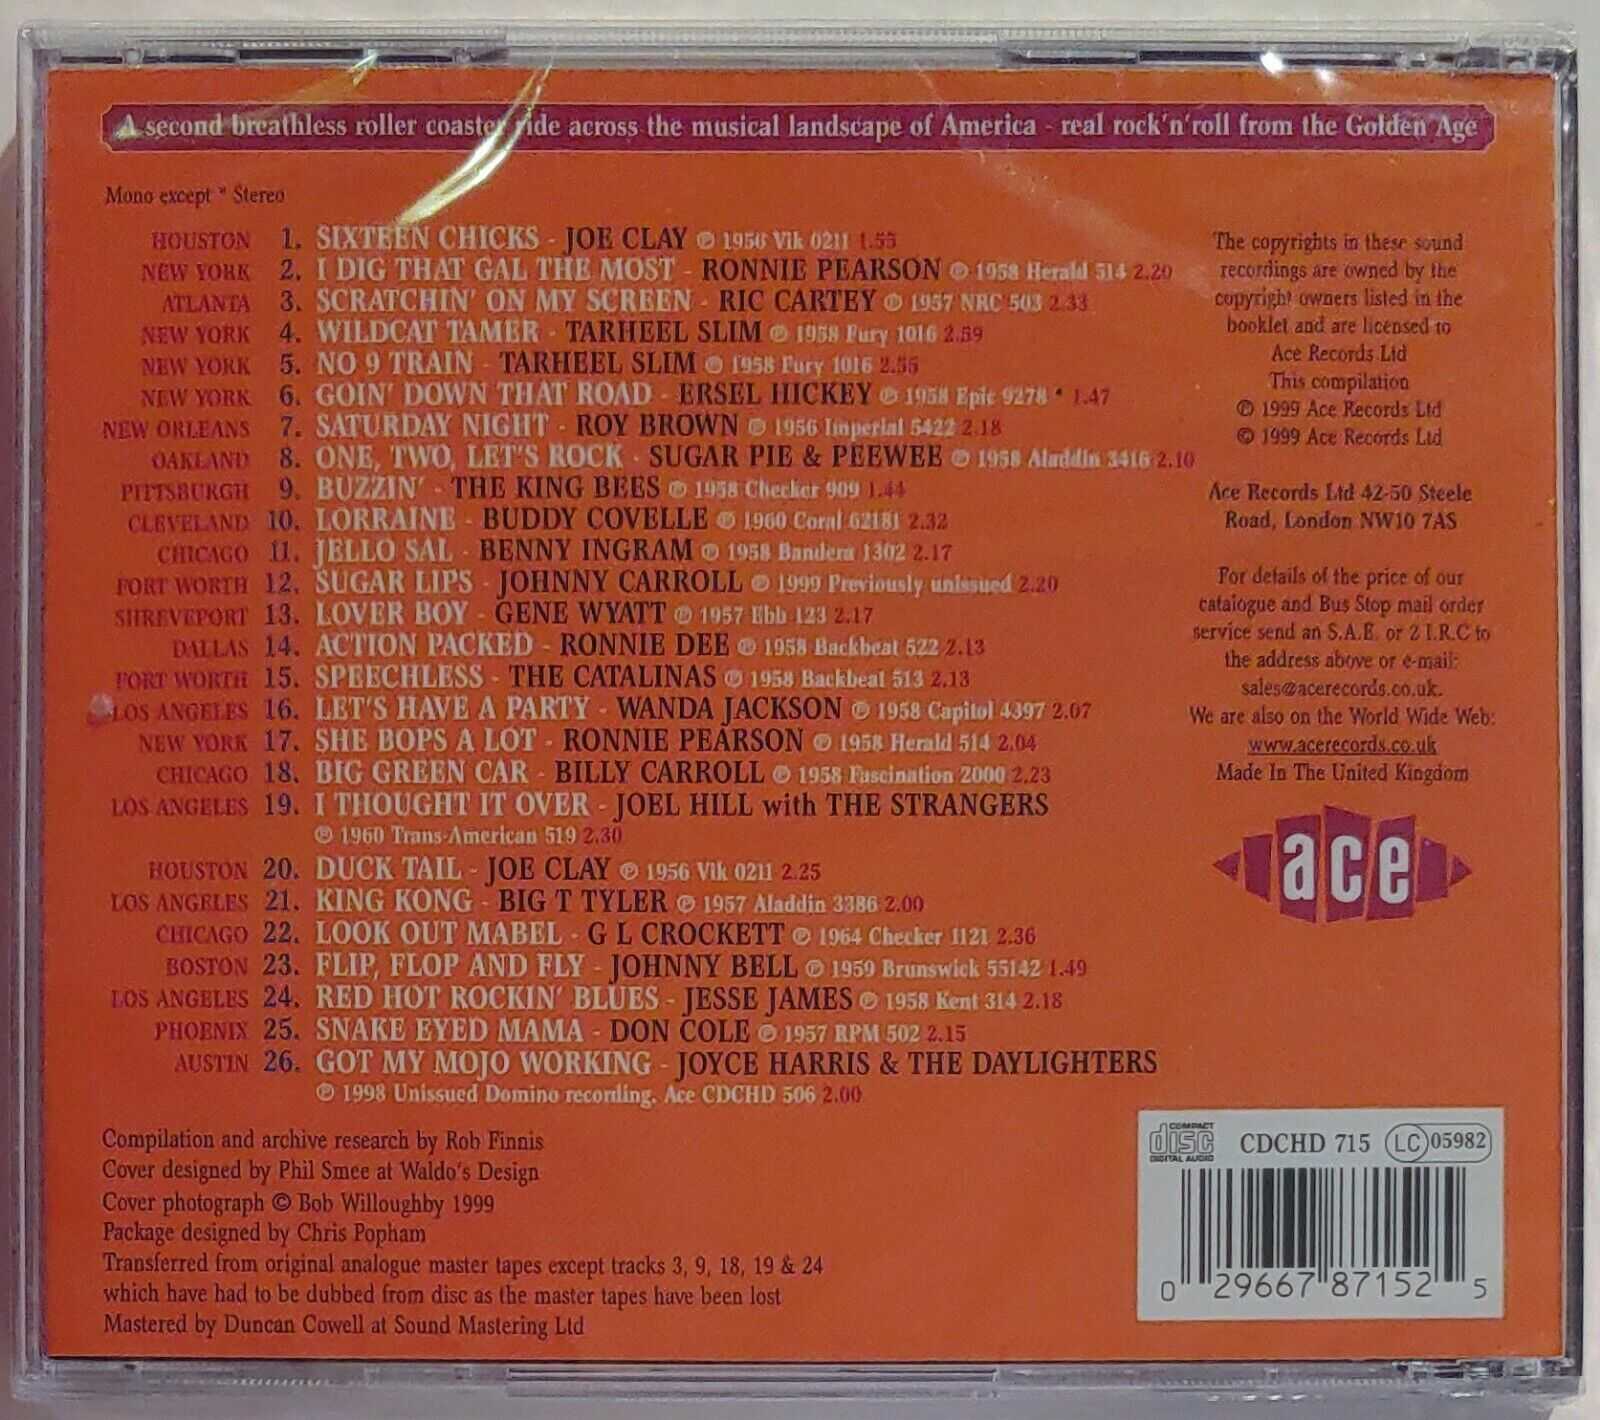 A second breathless roller coaster ride across the musical landscape of America - real rock'n'roll from the Golden Age
Mono except * Stereo
HOUSTON 1. SIXTEEN CHICKS - JOE CLAY ℗ 1956 Vik 0211 1.55
NEW YORK 2. I DIG THAT GAL THE MOST - RONNIE PEARSON ℗ 1958 Herald 514 2.20
ATLANTA 3. SCRATCHIN' ON MY SCREEN - RIC CARTEY ℗ 1957 NRC 503 2.33
NEW YORK 4. WILDCAT TAMER - TARHEEL SLIM ℗ 1958 Fury 1016 2.59
NEW YORK 5. NO 9 TRAIN - TARHEEL SLIM ℗ 1958 Fury 1016 2.55
NEW YORK 6. GOIN' DOWN THAT ROAD - ERSEL HICKEY ℗ 1958 Epic 9278 * 1.47
NEW ORLEANS 7. SATURDAY NIGHT - ROY BROWN ℗ 1956 Imperial 5422 2.18
OAKLAND 8. ONE, TWO, LET'S ROCK - SUGAR PIE & PEEWEE ℗ 1958 Aladdin 3416 2.10
PITTSBURGH 9. BUZZIN' - THE KING BEES ℗ 1958 Checker 909 1.44
CLEVELAND 10. LORRAINE - BUDDY COVELLE ℗ 1960 Coral 62181 2.32
CHICAGO 11. JELLO SAL - BENNY INGRAM ℗ 1958 Bandera 1302 2.17
FORT WORTH 12. SUGAR LIPS - JOHNNY CARROLL ℗ 1999 Previously unissued 2.20
SHREVEPORT 13. LOVER BOY - GENE WYATT ℗ 1957 Ebb 123 2.17
DALLAS 14. ACTION PACKED - RONNIE DEE ℗ 1958 Backbeat 522 2.13
FORT WORTH 15. SPEECHLESS - THE CATALINAS ℗ 1958 Backbeat 513 2.13
LOS ANGELES 16. LET'S HAVE A PARTY - WANDA JACKSON ℗ 1958 Capitol 4397 2.07
NEW YORK 17. SHE BOPS A LOT - RONNIE PEARSON ℗ 1958 Herald 514 2.04
CHICAGO 18. BIG GREEN CAR - BILLY CARROLL ℗ 1958 Fascination 2000 2.23
LOS ANGELES 19. I THOUGHT IT OVER - JOEL HILL with THE STRANGERS
℗ 1960 Trans-American 519 2.30
HOUSTON 20. DUCK TAIL - JOE CLAY ℗ 1956 Vik 0211 2.25
LOS ANGELES 21. KING KONG - BIG T TYLER ℗ 1957 Aladdin 3386 2.00
CHICAGO 22. LOOK OUT MABEL - G L CROCKETT ℗ 1964 Checker 1121 2.36
BOSTON 23. FLIP, FLOP AND FLY - JOHNNY BELL ℗ 1959 Brunswick 55142 1.49
LOS ANGELES 24. RED HOT ROCKIN' BLUES - JESSE JAMES ℗ 1958 Kent 314 2.18
PHOENIX 25. SNAKE EYED MAMA - DON COLE ℗ 1957 RPM 502 2.15
AUSTIN 26. GOT MY MOJO WORKING - JOYCE HARRIS & THE DAYLIGHTERS
℗ 1998 Unissued Domino recording. Ace CDCHD 506 2.00
Compilation and archive research by Rob Finnis
Cover designed by Phil Smee at Waldo's Design
Cover photograph © Bob Willoughby 1999
Package designed by Chris Popham
Transferred from original analogue master tapes except tracks 3, 9, 18, 19 & 24
which have had to be dubbed from disc as the master tapes have been lost
Mastered by Duncan Cowell at Sound Mastering Ltd
The copyrights in these sound
recordings are owned by the
copyright owners listed in the
booklet and are licensed to
Ace Records Ltd
This compilation
℗ 1999 Ace Records Ltd
© 1999 Ace Records Ltd
Ace Records Ltd 42-50 Steele
Road, London NW10 7AS
For details of the price of our
catalogue and Bus Stop mail order
service send an S.A.E. or 2 I.R.C to
the address above or e-mail:
sales@acerecords.co.uk.
We are also on the World Wide Web:
www.acerecords.co.uk
Made In The United Kingdom
ace
COMPACT
disc
DIGITAL AUDIO
CDCHD 715
LC 05982
0 29667 87152 5